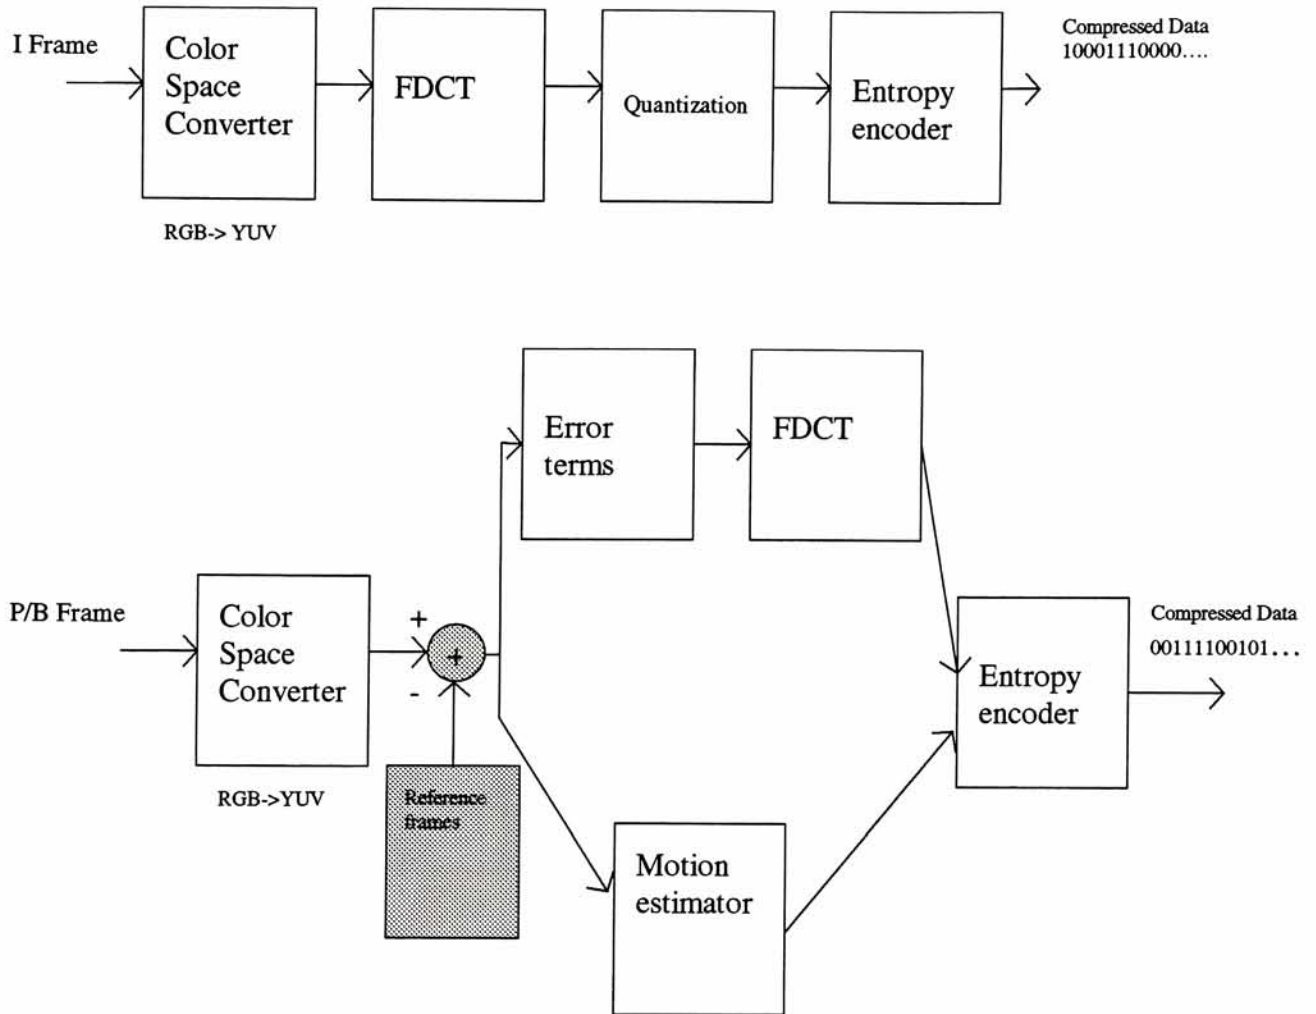 I Frame
Color
Space
Converter
RGB-> YUV
FDCT
Quantization
Entropy
encoder
Compressed Data
10001110000....
P/B Frame
Color
Space
Converter
RGB->YUV
+
+
-
Reference
frames
Error
terms
FDCT
Motion
estimator
Entropy
encoder
Compressed Data
00111100101...